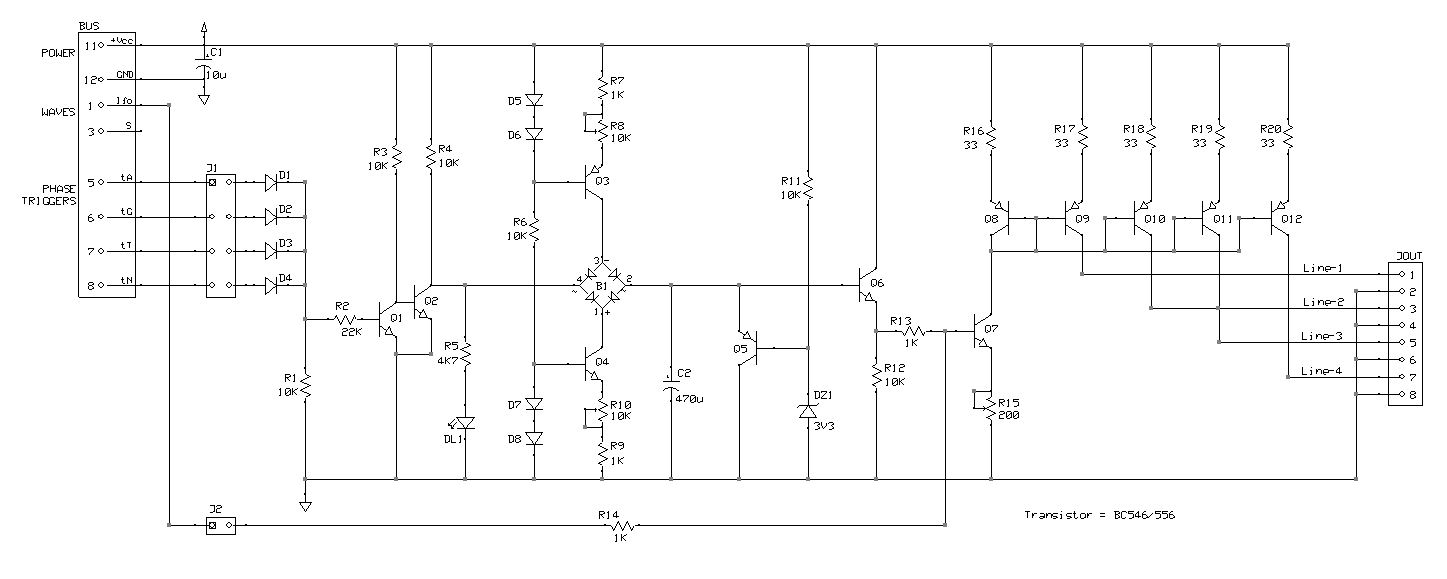 BUS
POWER
11 +Vcc
C1
10u
12 GND
WAVES
1 lfo
3 S
PHASE
TRIGGERS
5 tA
6 tG
7 tT
8 tN
J1
D1
D2
D3
D4
R1
10K
R2
22K
R3
10K
R4
10K
Q1
Q2
R5
4K7
DL1
D5
D6
R6
10K
D7
D8
R7
1K
R8
10K
Q3
3 -
4 ~
B1
2 ~
1 +
Q4
R10
10K
R9
1K
C2
+
470u
Q5
R11
10K
DZ1
3V3
Q6
R13
1K
R12
10K
Q7
R15
200
R16
33
R17
33
R18
33
R19
33
R20
33
Q8
Q9
Q10
Q11
Q12
JOUT
Line-1
1
2
Line-2
3
4
Line-3
5
6
Line-4
7
8
J2
R14
1K
Transistor = BC546/556